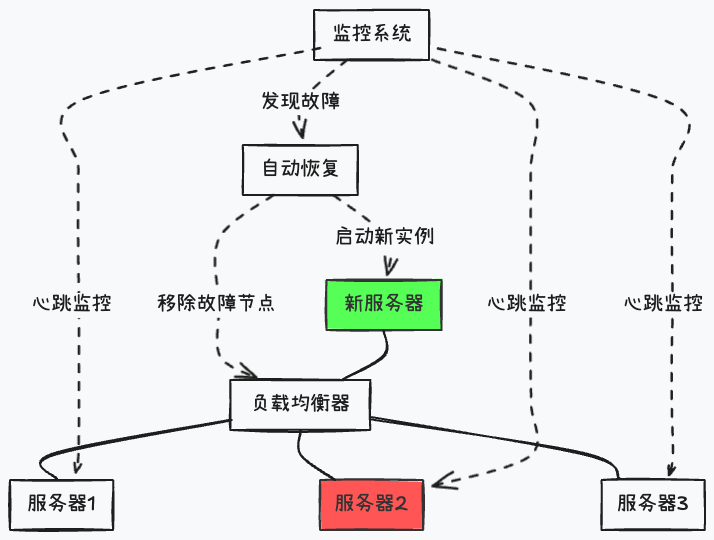 监控系统
发现故障
自动恢复
启动新实例
心跳监控
移除故障节点
新服务器
心跳监控
心跳监控
负载均衡器
服务器1
服务器2
服务器3